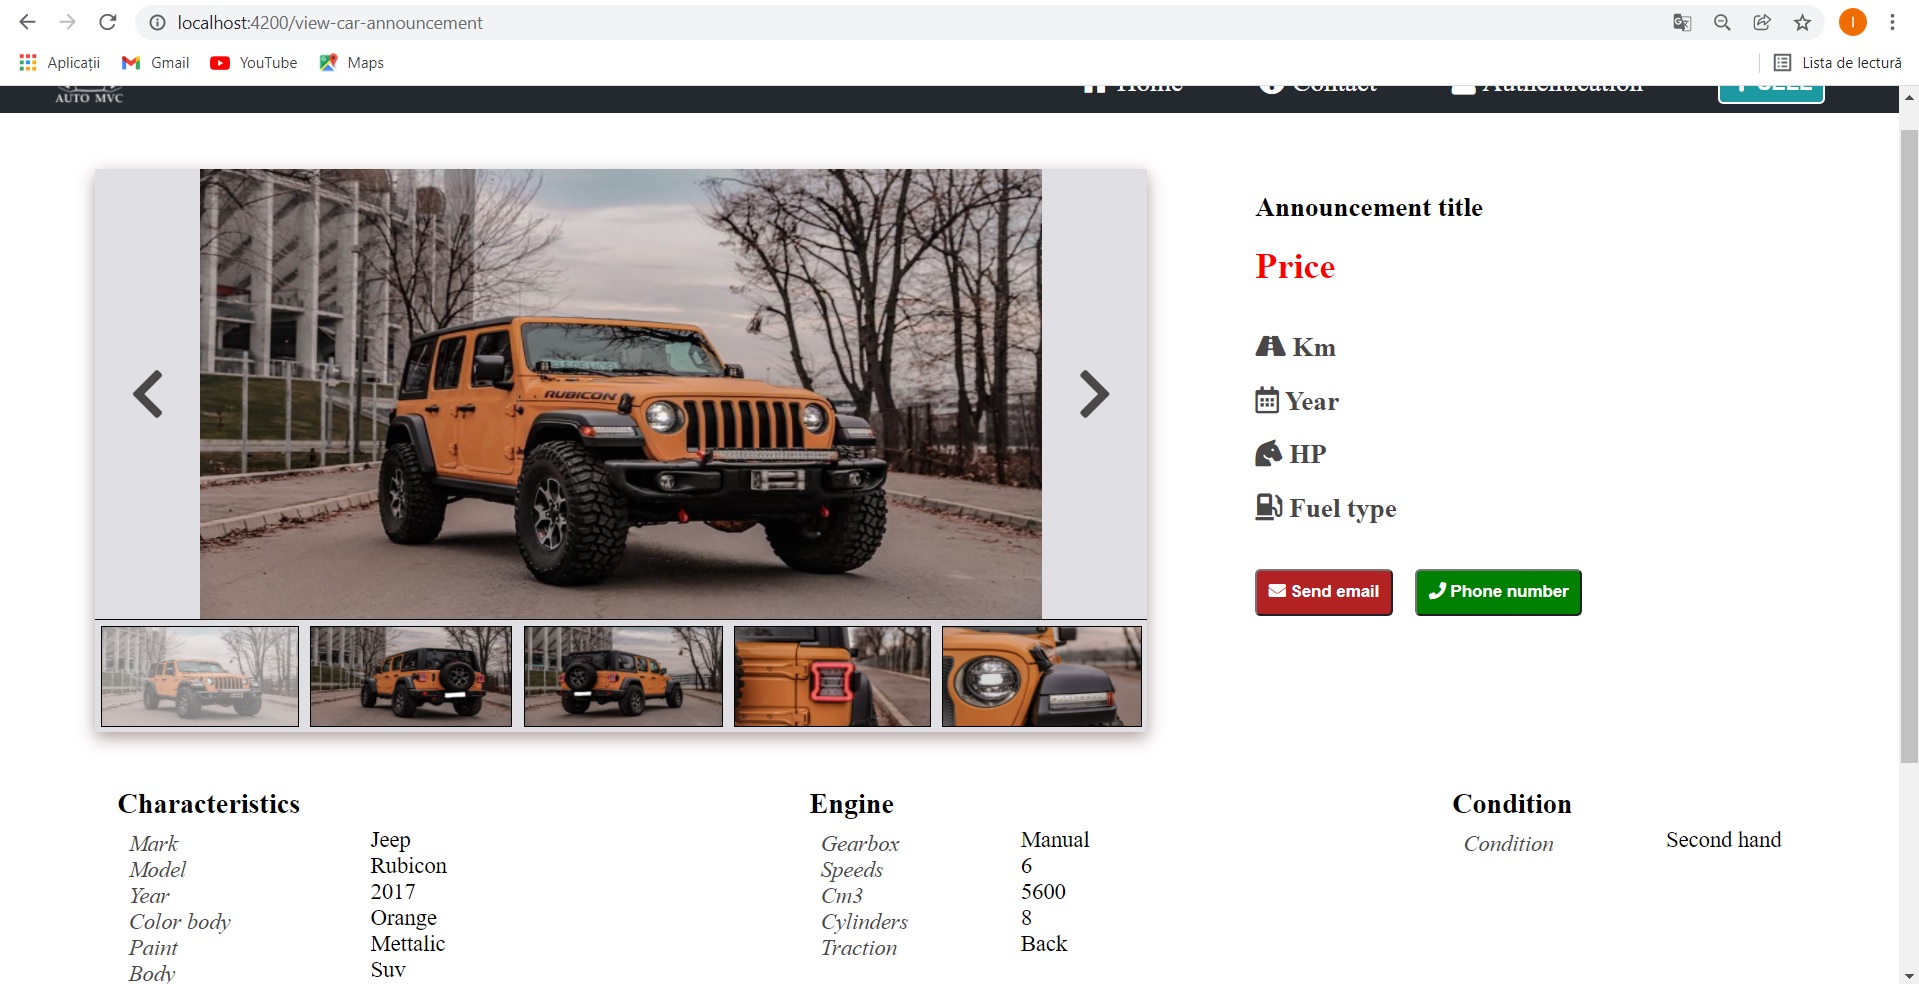 localhost:4200/view-car-announcement
Aplicații Gmail YouTube Maps Lista de lectură
AUTO MVC Home Contact Authentication SELL
Announcement title
Price
Km
Year
HP
Fuel type
RUBICON
Send email Phone number
Characteristics Engine Condition
Mark Jeep Gearbox Manual Condition Second hand
Model Rubicon Speeds 6
Year 2017 Cm3 5600
Color body Orange Cylinders 8
Paint Mettalic Traction Back
Body Suv